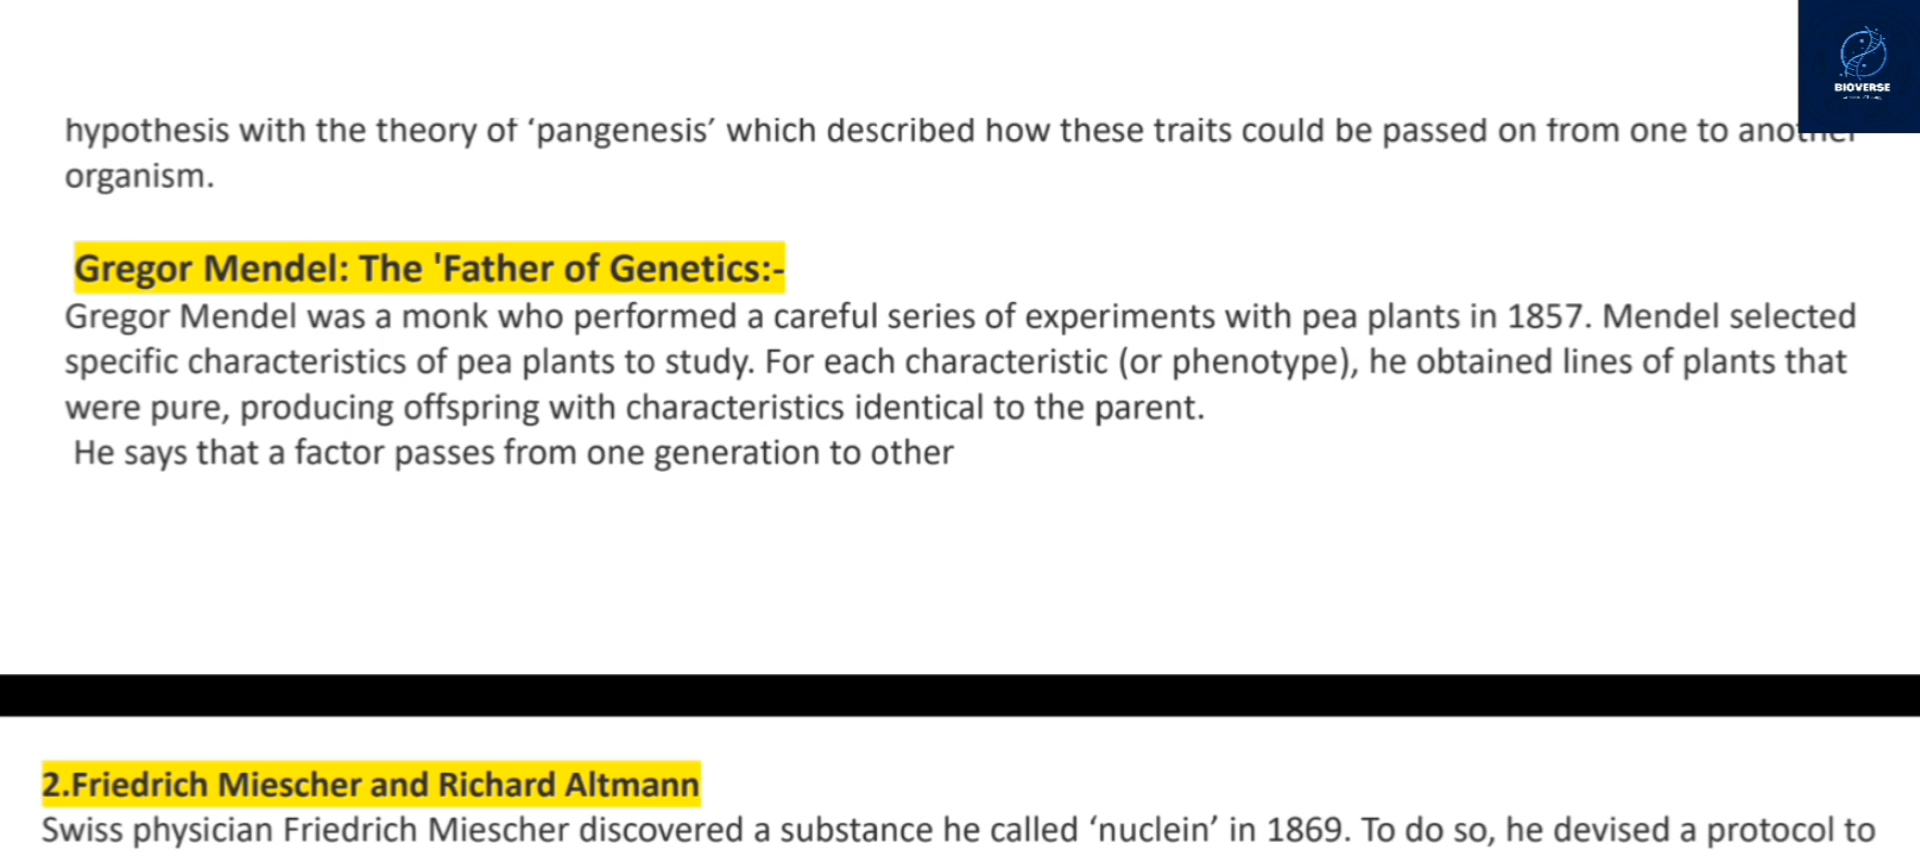 BIOVERSE
hypothesis with the theory of ‘pangenesis’ which described how these traits could be passed on from one to another
organism.
Gregor Mendel: The 'Father of Genetics:-
Gregor Mendel was a monk who performed a careful series of experiments with pea plants in 1857. Mendel selected
specific characteristics of pea plants to study. For each characteristic (or phenotype), he obtained lines of plants that
were pure, producing offspring with characteristics identical to the parent.
He says that a factor passes from one generation to other
2.Friedrich Miescher and Richard Altmann
Swiss physician Friedrich Miescher discovered a substance he called ‘nuclein’ in 1869. To do so, he devised a protocol to